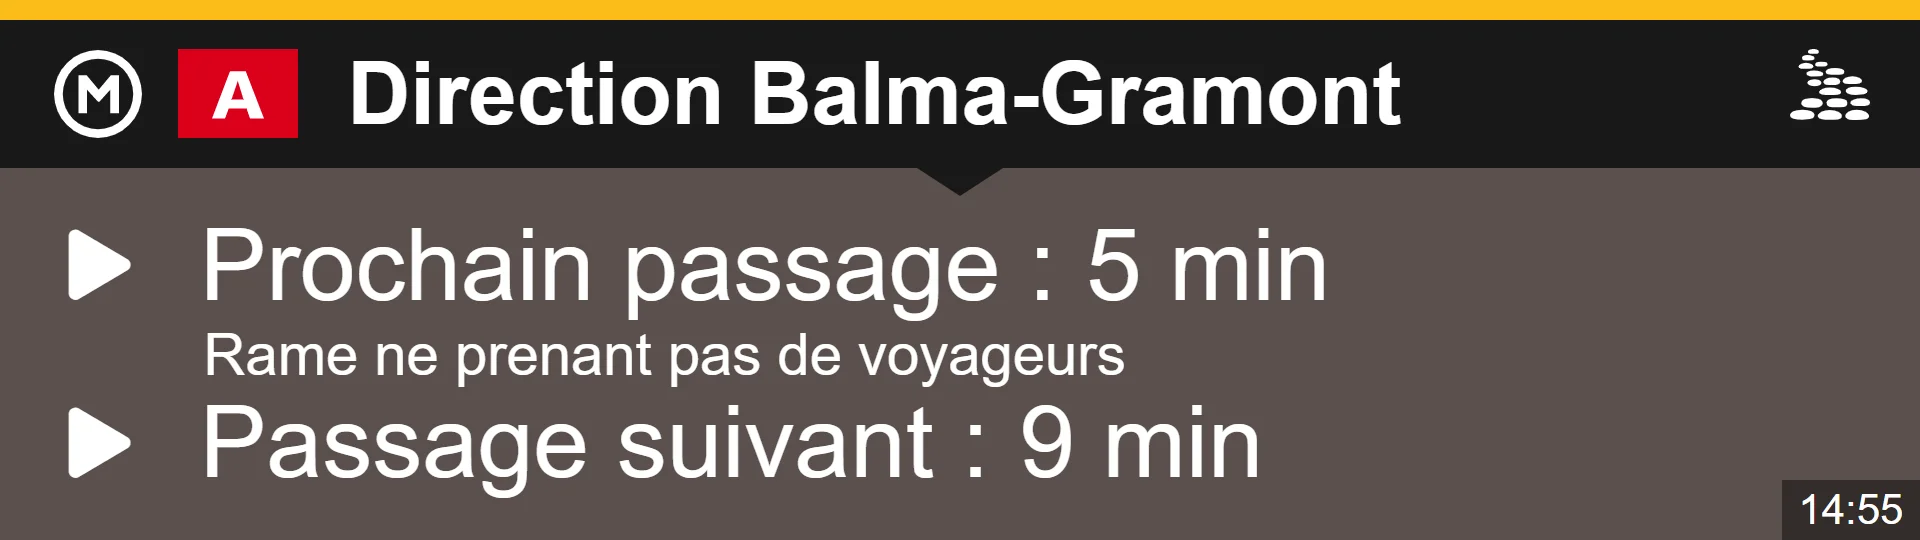 M A Direction Balma-Gramont
Prochain passage : 5 min
Rame ne prenant pas de voyageurs
Passage suivant : 9 min
14:55